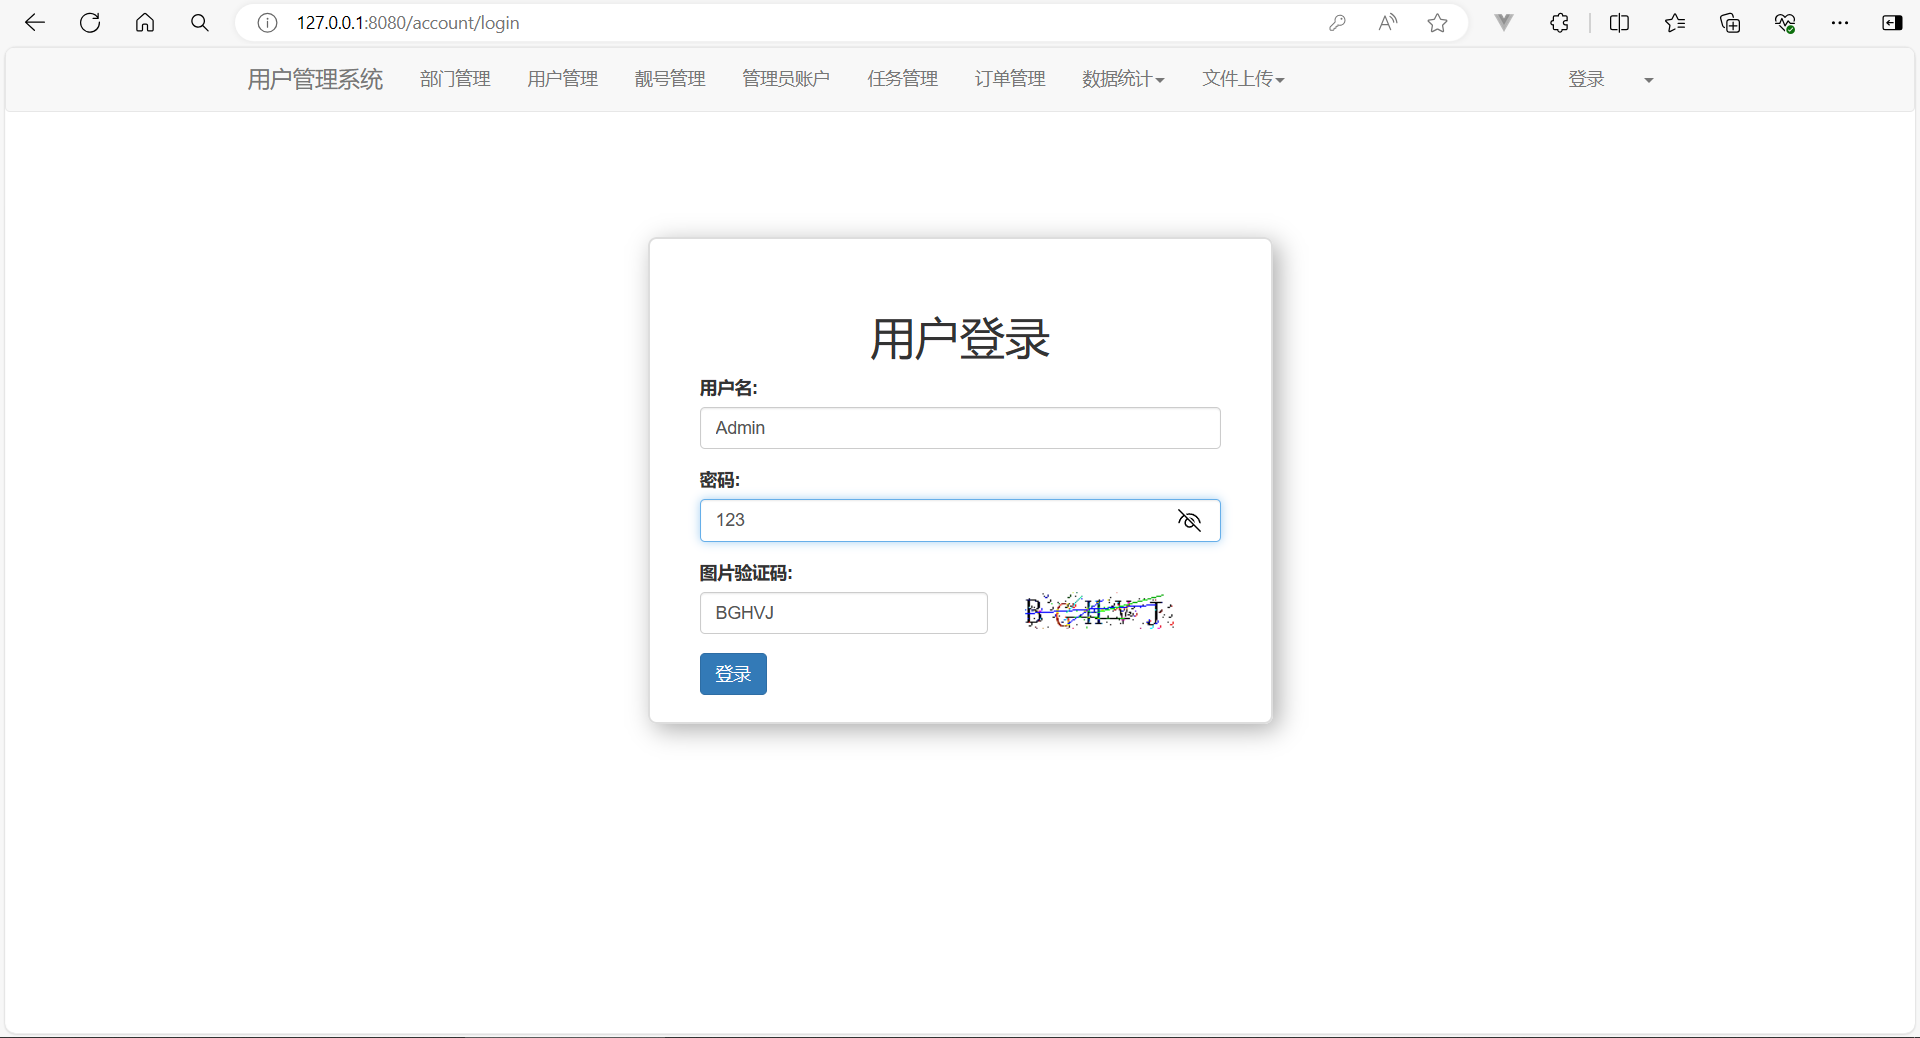 127.0.0.1:8080/account/login
用户管理系统 部门管理 用户管理 靓号管理 管理员账户 任务管理 订单管理 数据统计 文件上传 登录
用户登录
用户名:
Admin
密码:
123
图片验证码:
BGHVJ BGHVJ
登录